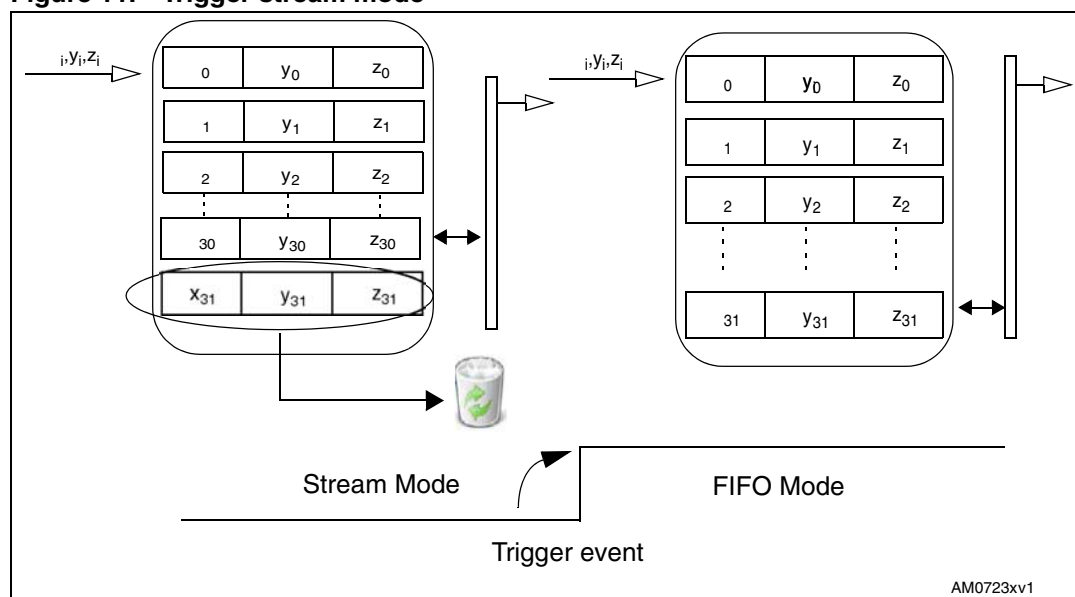 Figure 11. Trigger stream mode
i,yi,zi
0 y0 z0
1 y1 z1
2 y2 z2
30 y30 z30
x31 y31 z31
i,yi,zi
0 z0
1 y1 z1
2 y2 z2
31 y31 z31
Stream Mode
FIFO Mode
Trigger event
AM0723xv1